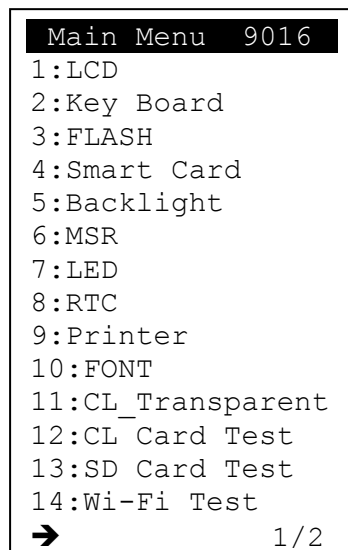 Main Menu 9016
1:LCD
2:Key Board
3:FLASH
4:Smart Card
5:Backlight
6:MSR
7:LED
8:RTC
9:Printer
10:FONT
11:CL_Transparent
12:CL Card Test
13:SD Card Test
14:Wi-Fi Test
➔ 1/2